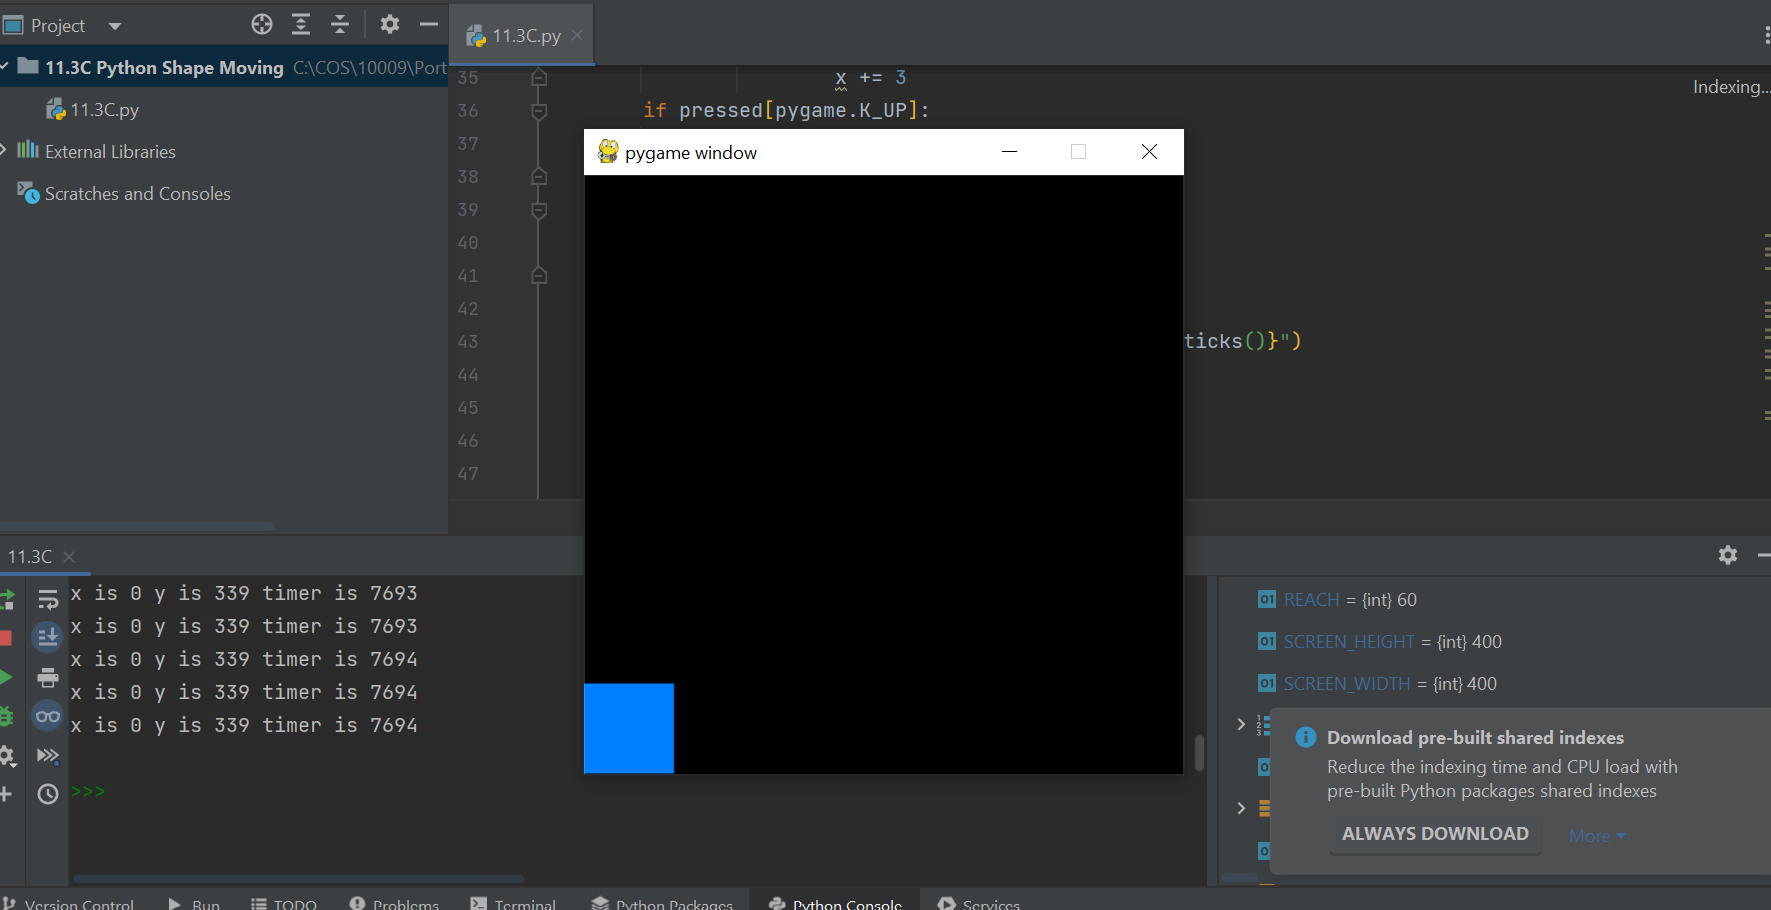 Project
11.3C.py
11.3C Python Shape Moving C:\COS\10009\Port
11.3C.py
External Libraries
Scratches and Consoles
Indexing...
35 x += 3
36 if pressed[pygame.K_UP]:
37
38
39
40
41
42
43 ticks()}")
44
45
46
47
pygame window
11.3C
x is 0 y is 339 timer is 7693
x is 0 y is 339 timer is 7693
x is 0 y is 339 timer is 7694
x is 0 y is 339 timer is 7694
x is 0 y is 339 timer is 7694
>>>
01 REACH = {int} 60
01 SCREEN_HEIGHT = {int} 400
01 SCREEN_WIDTH = {int} 400
Download pre-built shared indexes
Reduce the indexing time and CPU load with
pre-built Python packages shared indexes
ALWAYS DOWNLOAD More
Version Control Run TODO Problems Terminal Python Packages Python Console Services